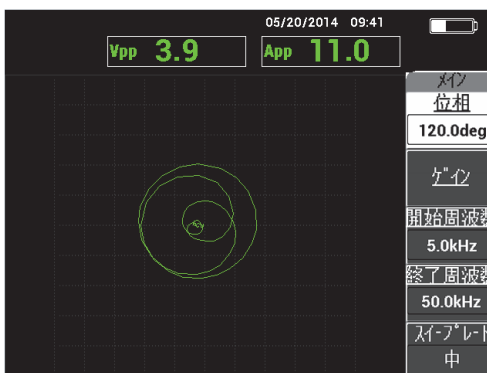 05/20/2014 09:41
Vpp 3.9 App 11.0
メイン
位相
120.0deg
ゲイン
開始周波数
5.0kHz
終了周波数
50.0kHz
スイープレート
中